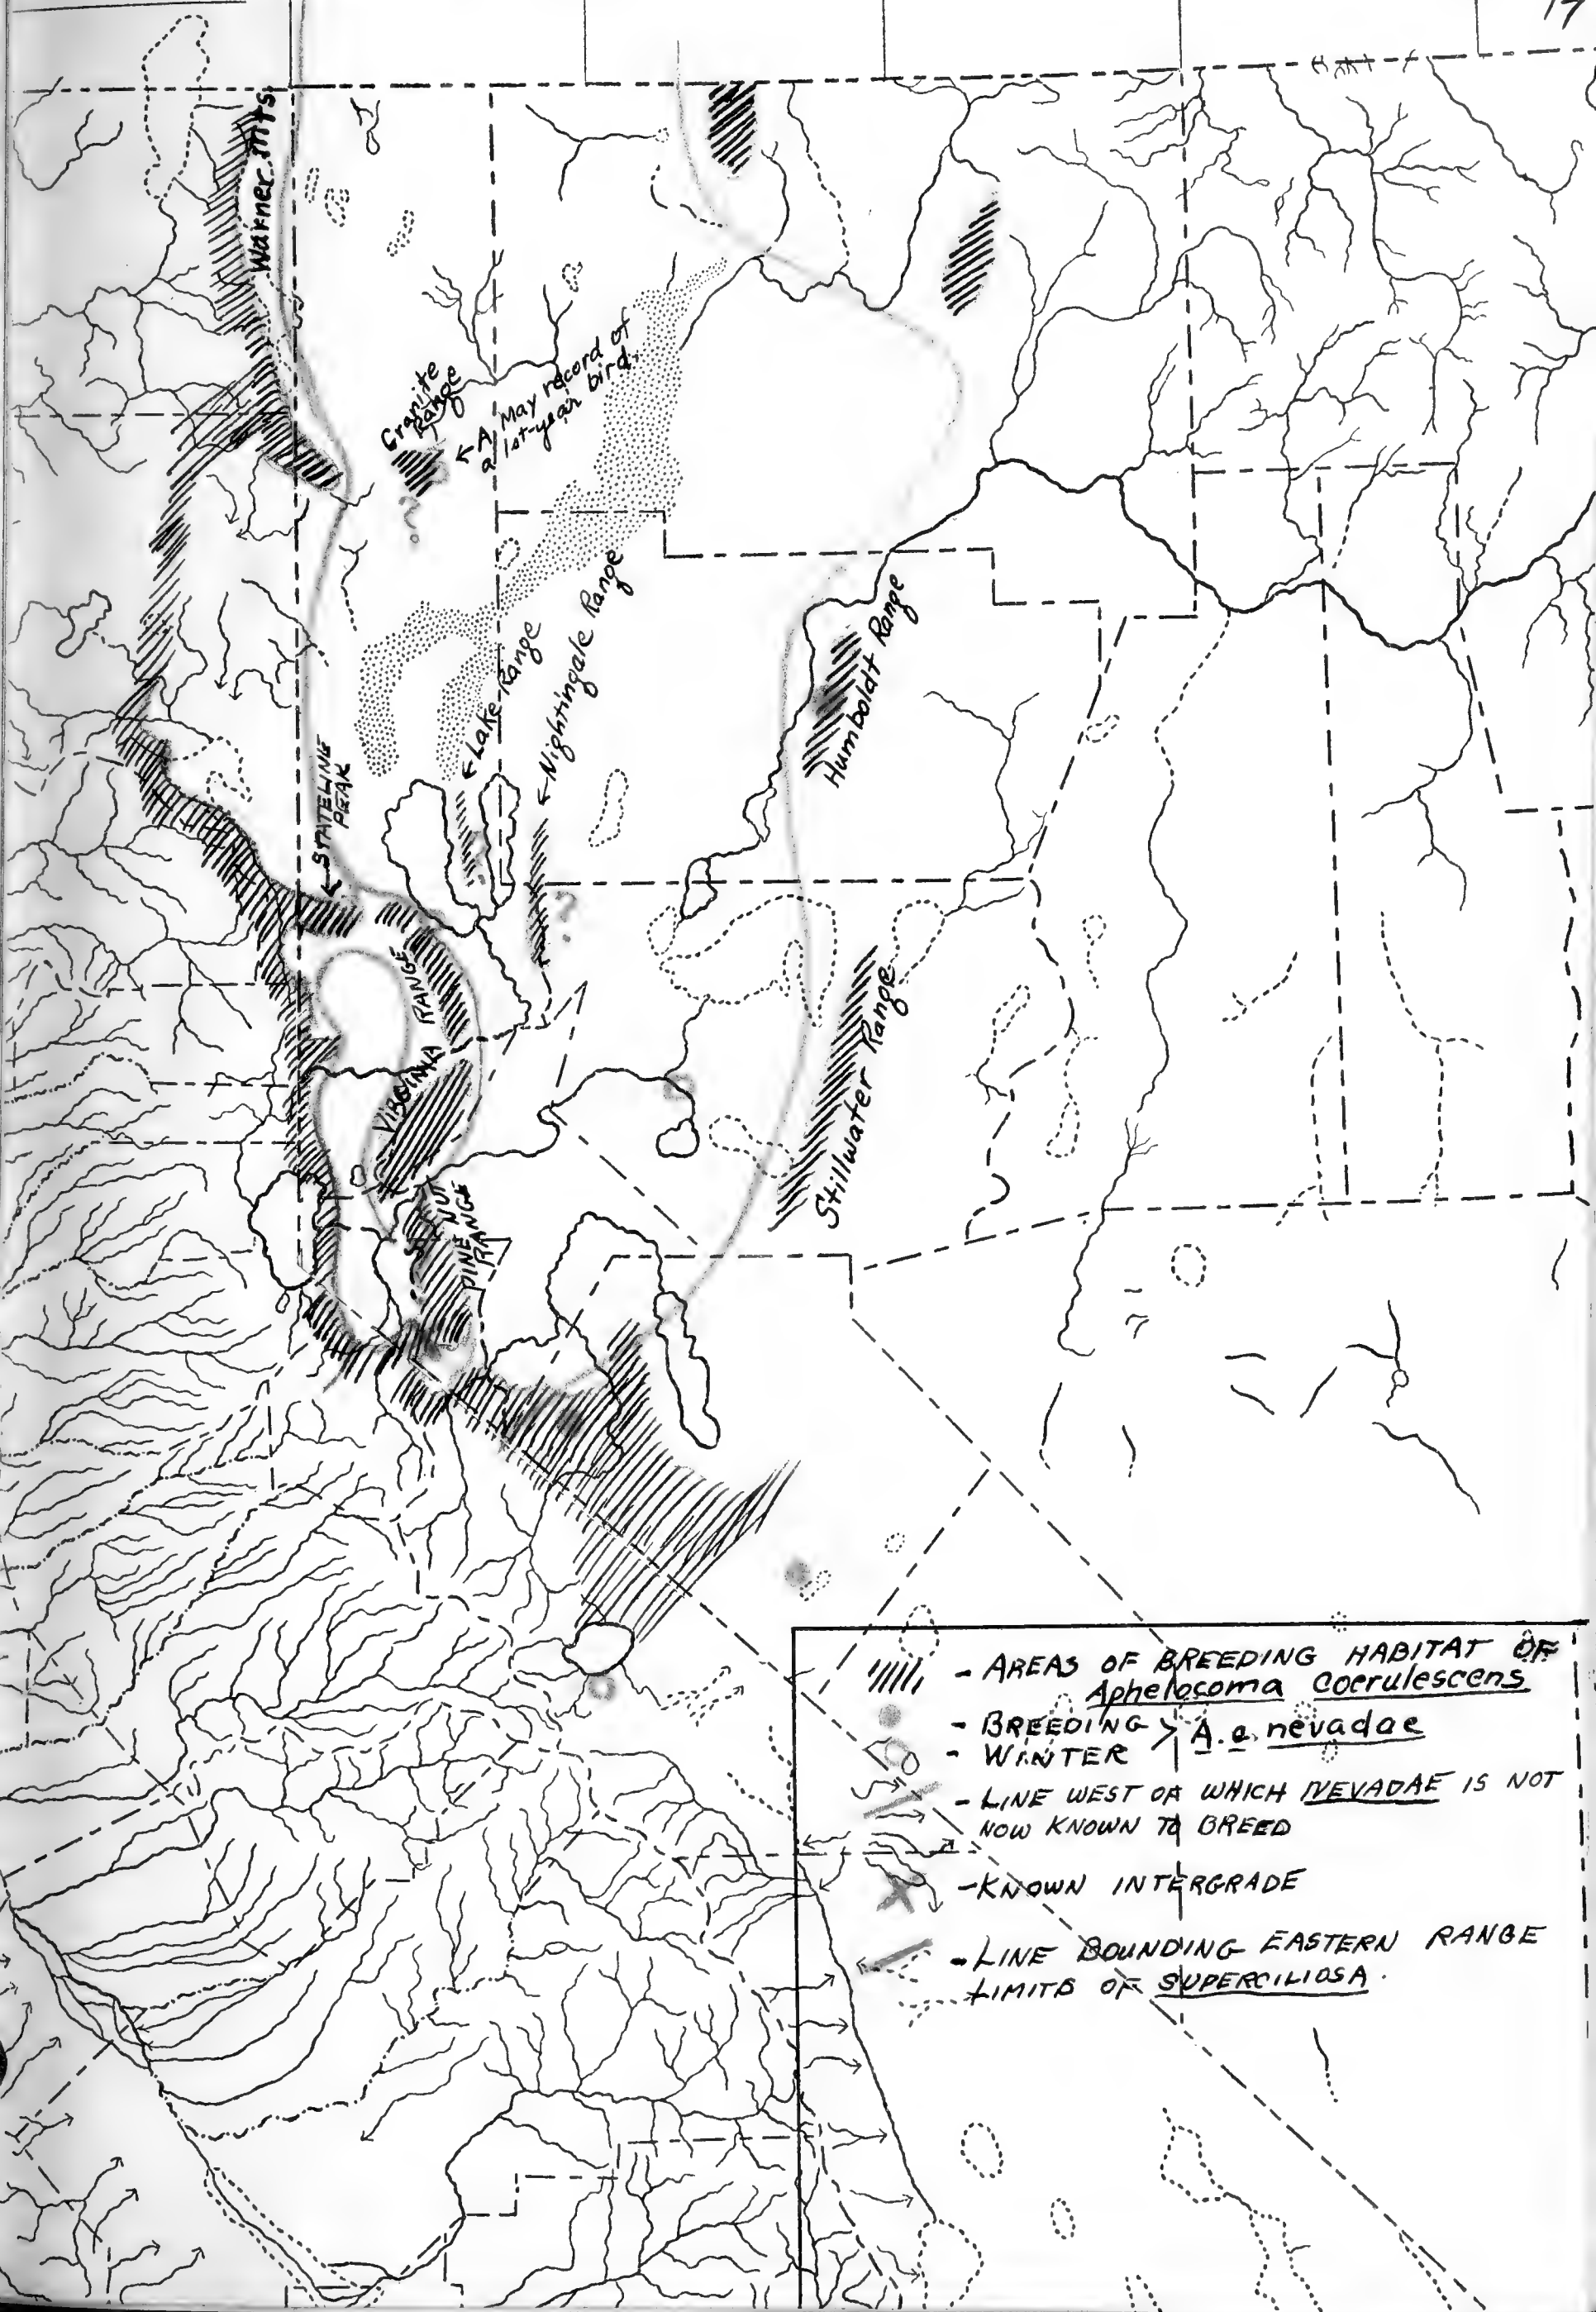 17
Warner Mts.
Granite
Range
← A May record of
a 1st-year bird.
?
← Lake Range
← Nightingale Range
Humboldt Range
← STATELINE
PEAK
?
VIRGINIA RANGE
Stillwater Range
PINE NUT
RANGE
- AREAS OF BREEDING HABITAT OF
Aphelocoma Coerulescens
- BREEDING > A. c. nevadae
- WINTER
- LINE WEST OF WHICH NEVADAE IS NOT
NOW KNOWN TO BREED
- KNOWN INTERGRADE
- LINE BOUNDING EASTERN RANGE
LIMITS OF SUPERCILIOSA.